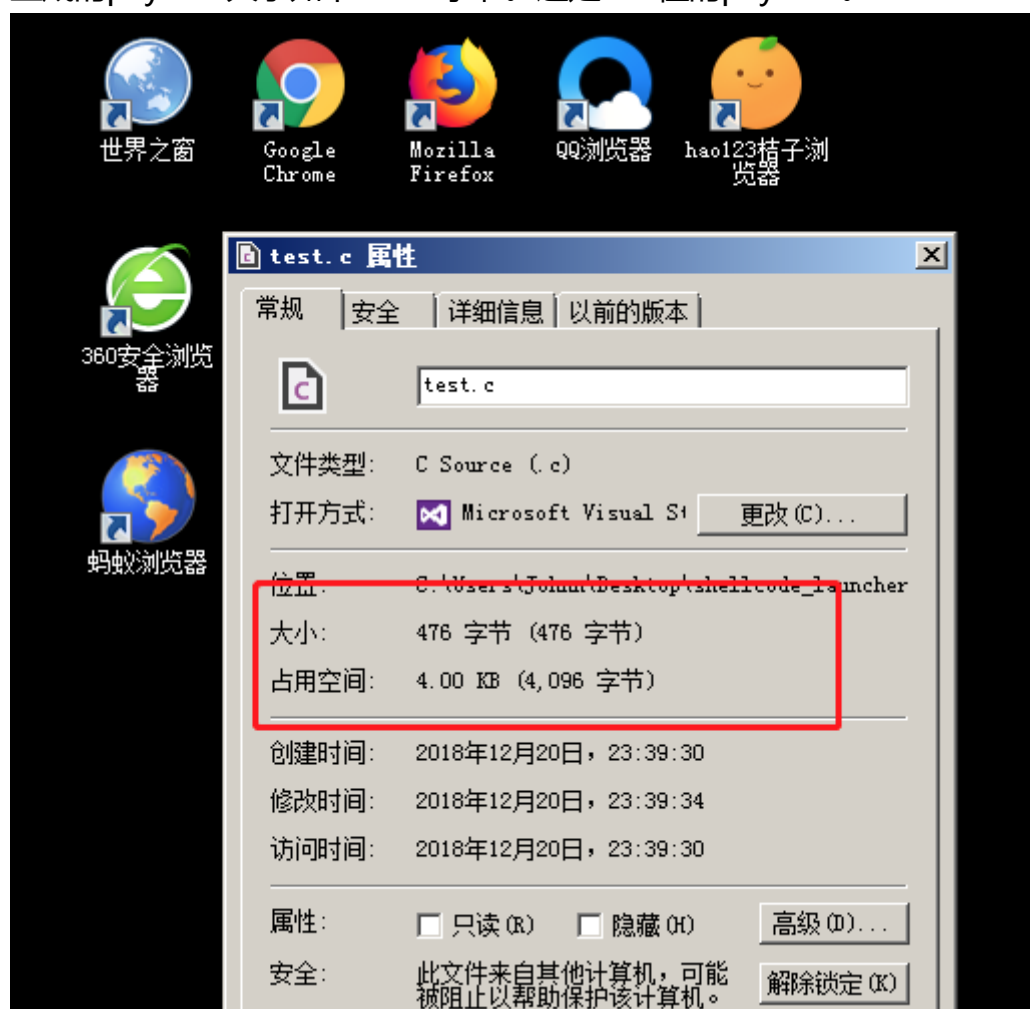 世界之窗
Google
Chrome
Mozilla
Firefox
QQ浏览器
hao123桔子浏
览器
360安全浏览
器
蚂蚁浏览器
test.c 属性
常规 安全 详细信息 以前的版本
test.c
文件类型: C Source (.c)
打开方式: Microsoft Visual St 更改(C)...
位置: C:\Users\John\Desktop\shellcode_launcher
大小: 476 字节 (476 字节)
占用空间: 4.00 KB (4,096 字节)
创建时间: 2018年12月20日，23:39:30
修改时间: 2018年12月20日，23:39:34
访问时间: 2018年12月20日，23:39:30
属性: 只读(R) 隐藏(H) 高级(D)...
安全: 此文件来自其他计算机，可能
被阻止以帮助保护该计算机。 解除锁定(K)